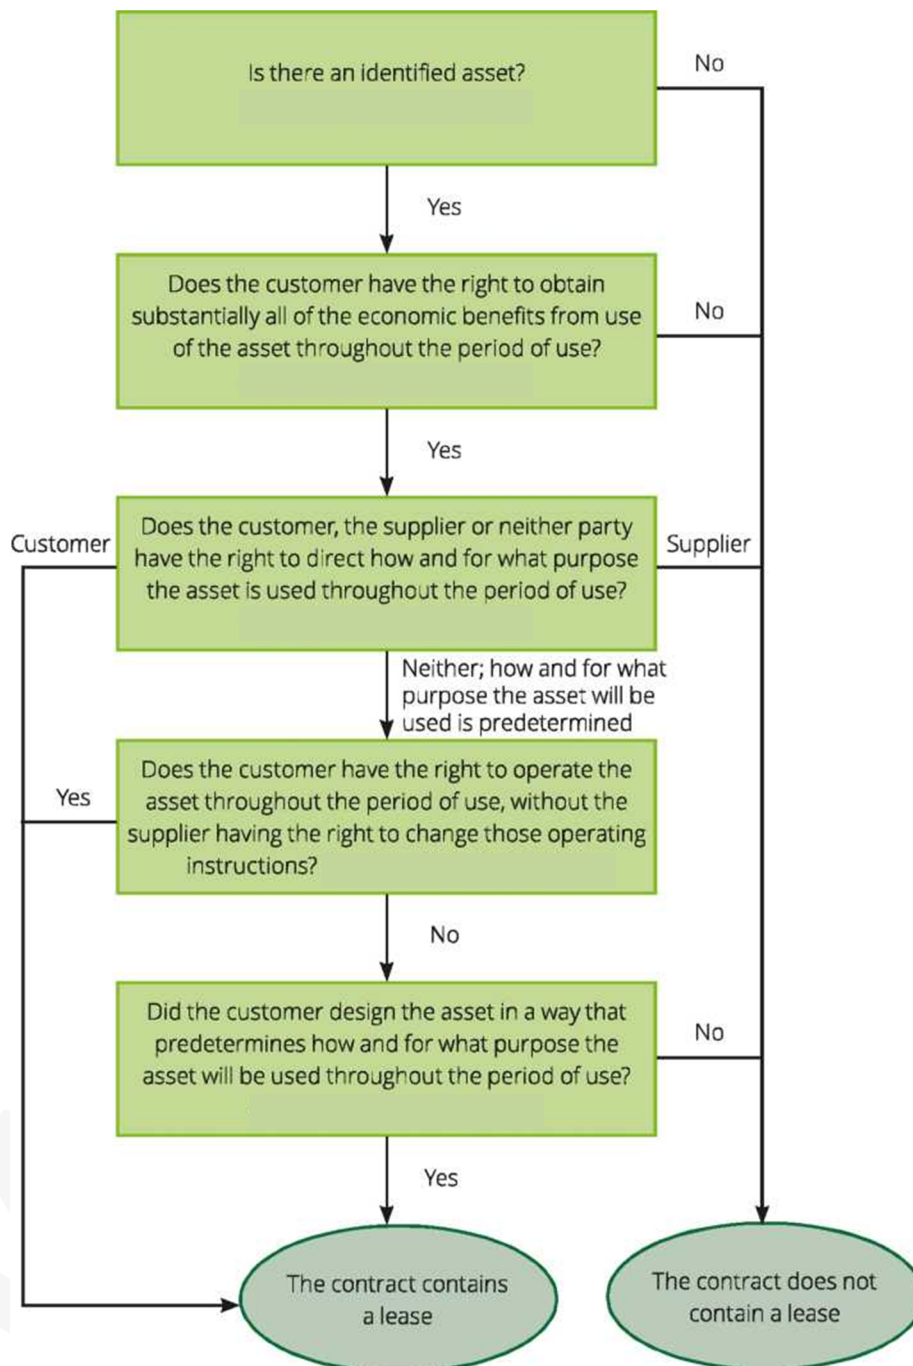 Is there an identified asset?
No
Yes
Does the customer have the right to obtain
substantially all of the economic benefits from use
of the asset throughout the period of use?
No
Yes
Does the customer, the supplier or neither party
have the right to direct how and for what purpose
the asset is used throughout the period of use?
Customer
Supplier
Neither; how and for what
purpose the asset will be
used is predetermined
Does the customer have the right to operate the
asset throughout the period of use, without the
supplier having the right to change those operating
instructions?
Yes
No
Did the customer design the asset in a way that
predetermines how and for what purpose the
asset will be used throughout the period of use?
No
Yes
The contract contains
a lease
The contract does not
contain a lease